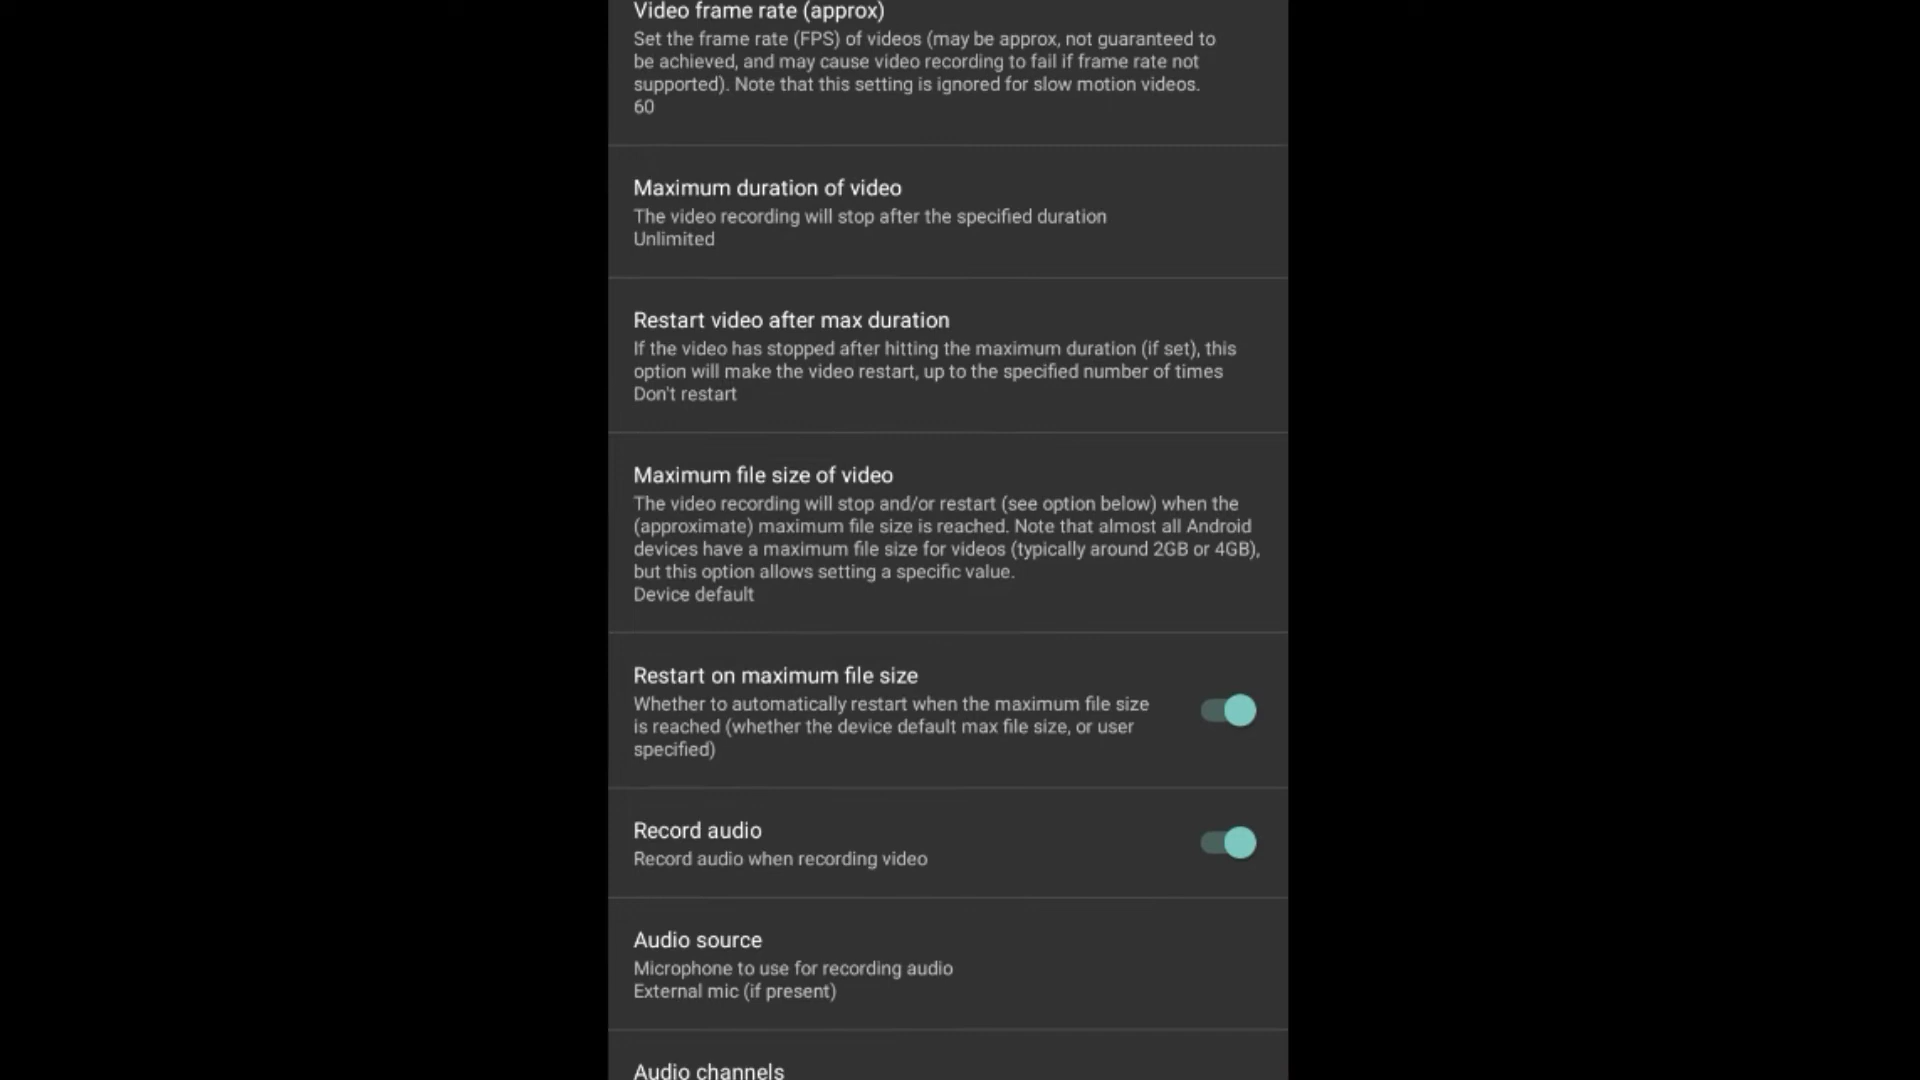 Video frame rate (approx)
Set the frame rate (FPS) of videos (may be approx, not guaranteed to
be achieved, and may cause video recording to fail if frame rate not
supported). Note that this setting is ignored for slow motion videos.
60
Maximum duration of video
The video recording will stop after the specified duration
Unlimited
Restart video after max duration
If the video has stopped after hitting the maximum duration (if set), this
option will make the video restart, up to the specified number of times
Don't restart
Maximum file size of video
The video recording will stop and/or restart (see option below) when the
(approximate) maximum file size is reached. Note that almost all Android
devices have a maximum file size for videos (typically around 2GB or 4GB),
but this option allows setting a specific value.
Device default
Restart on maximum file size
Whether to automatically restart when the maximum file size
is reached (whether the device default max file size, or user
specified)
Record audio
Record audio when recording video
Audio source
Microphone to use for recording audio
External mic (if present)
Audio channels